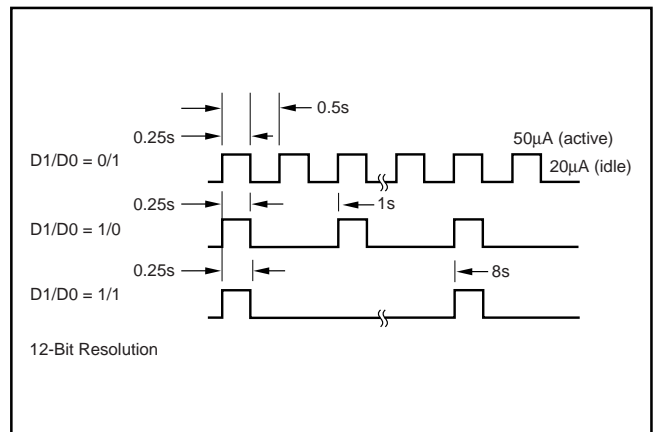 0.5s
0.25s
50μA (active)
D1/D0 = 0/1
20μA (idle)
0.25s
1s
D1/D0 = 1/0
0.25s
8s
D1/D0 = 1/1
12-Bit Resolution